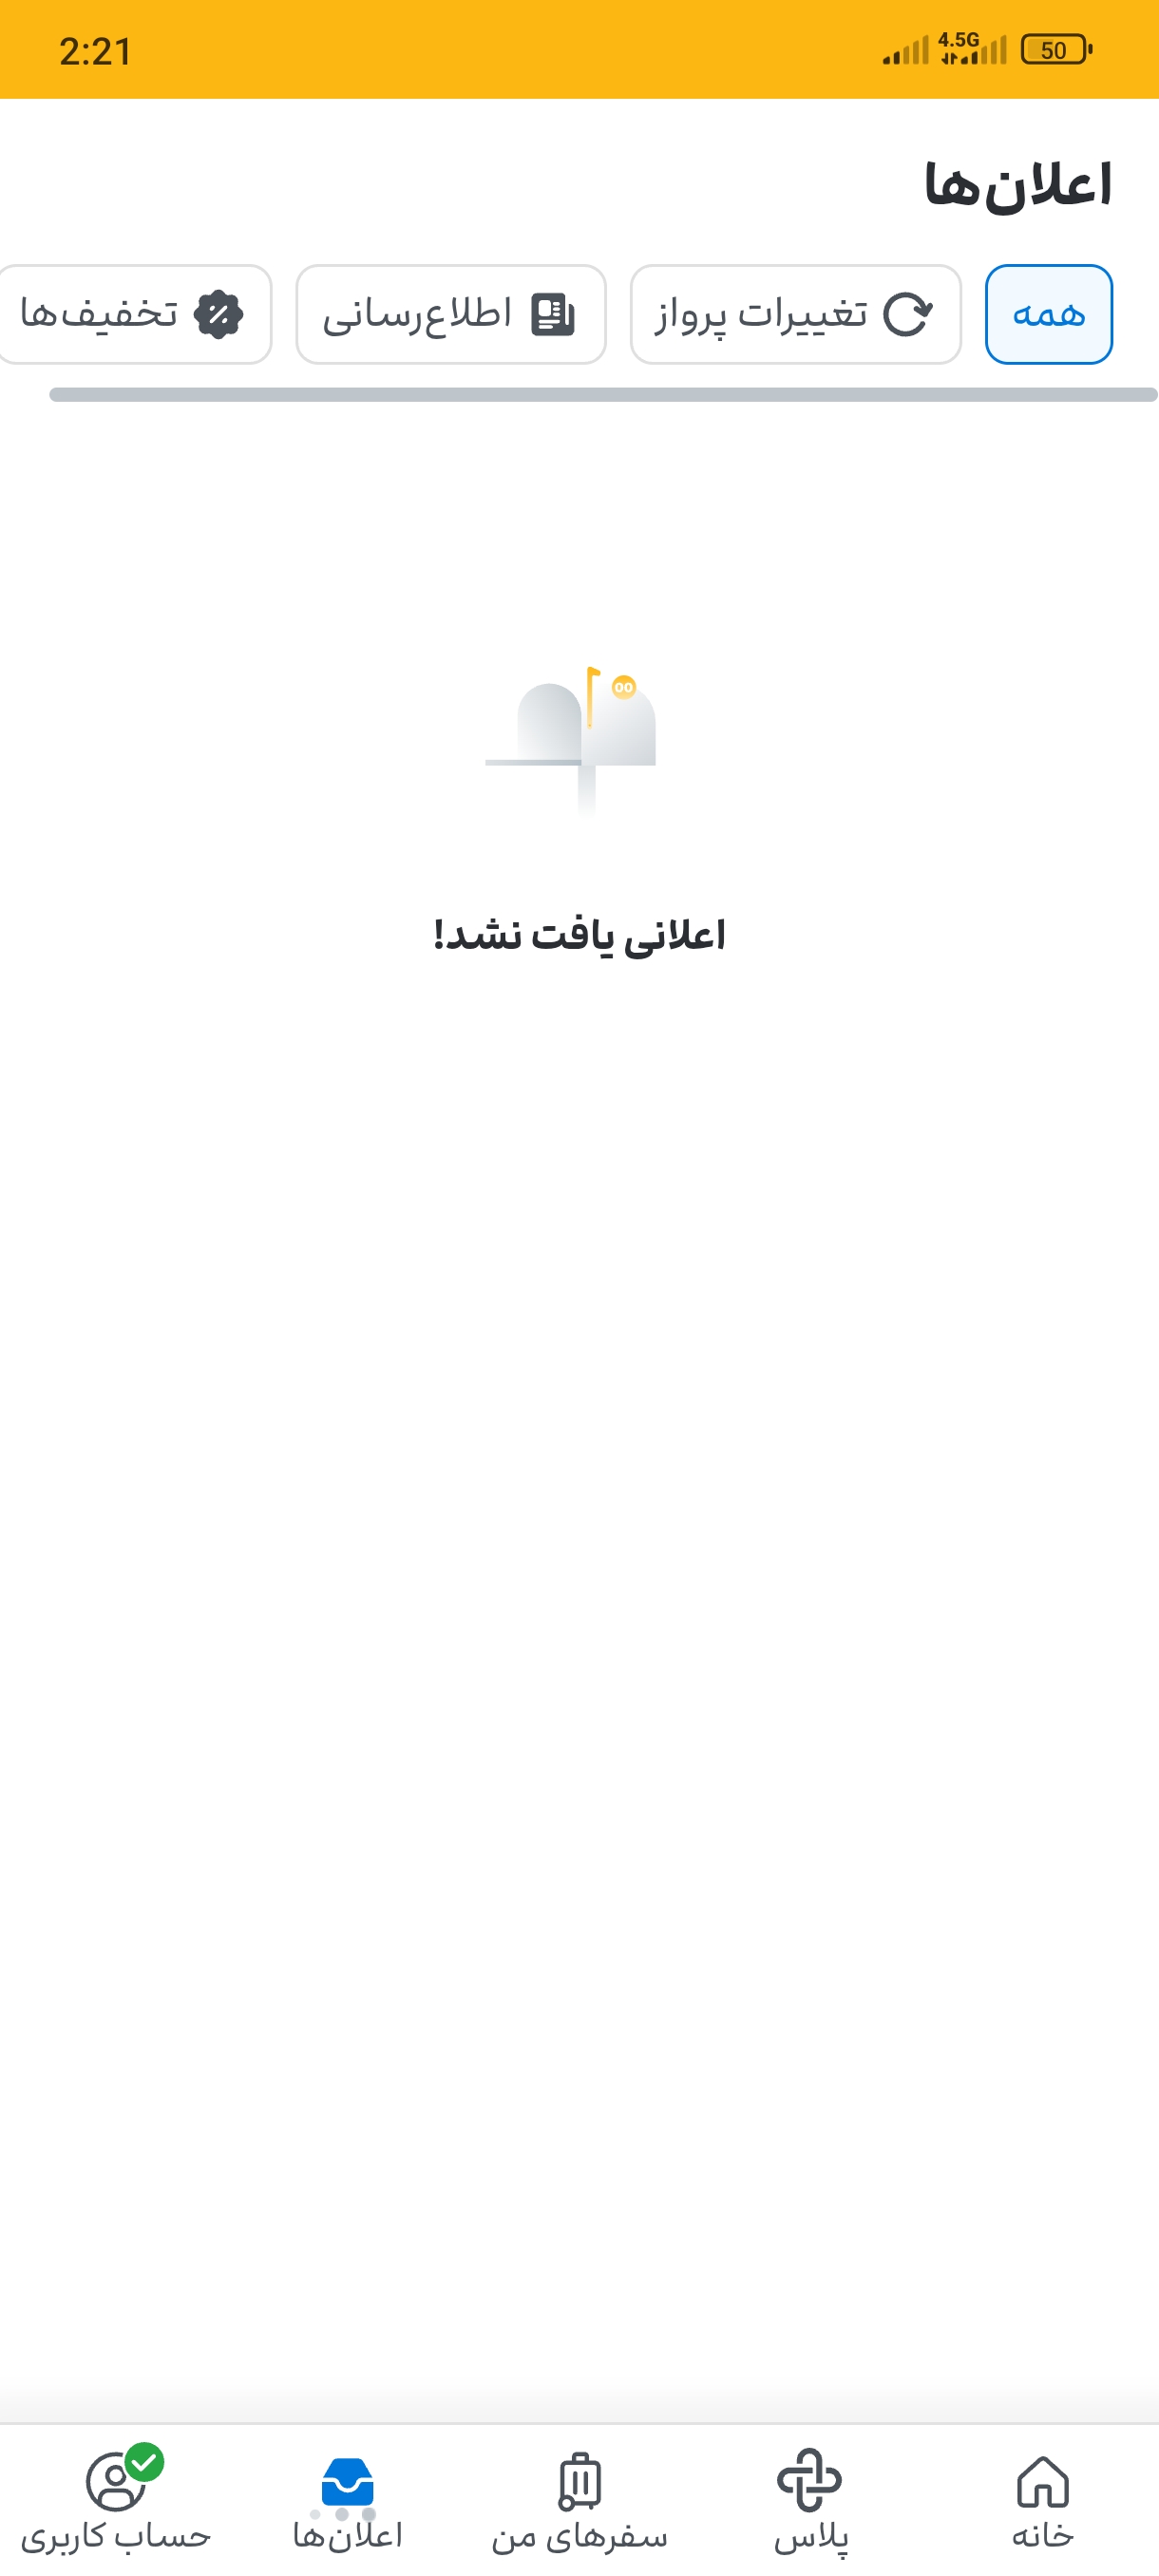 2:21 4.5G 50
اعلان‌ها
همه تغییرات پرواز اطلاع‌رسانی تخفیف‌ها
اعلانی یافت نشد!
خانه پلاس سفرهای من اعلان‌ها حساب کاربری